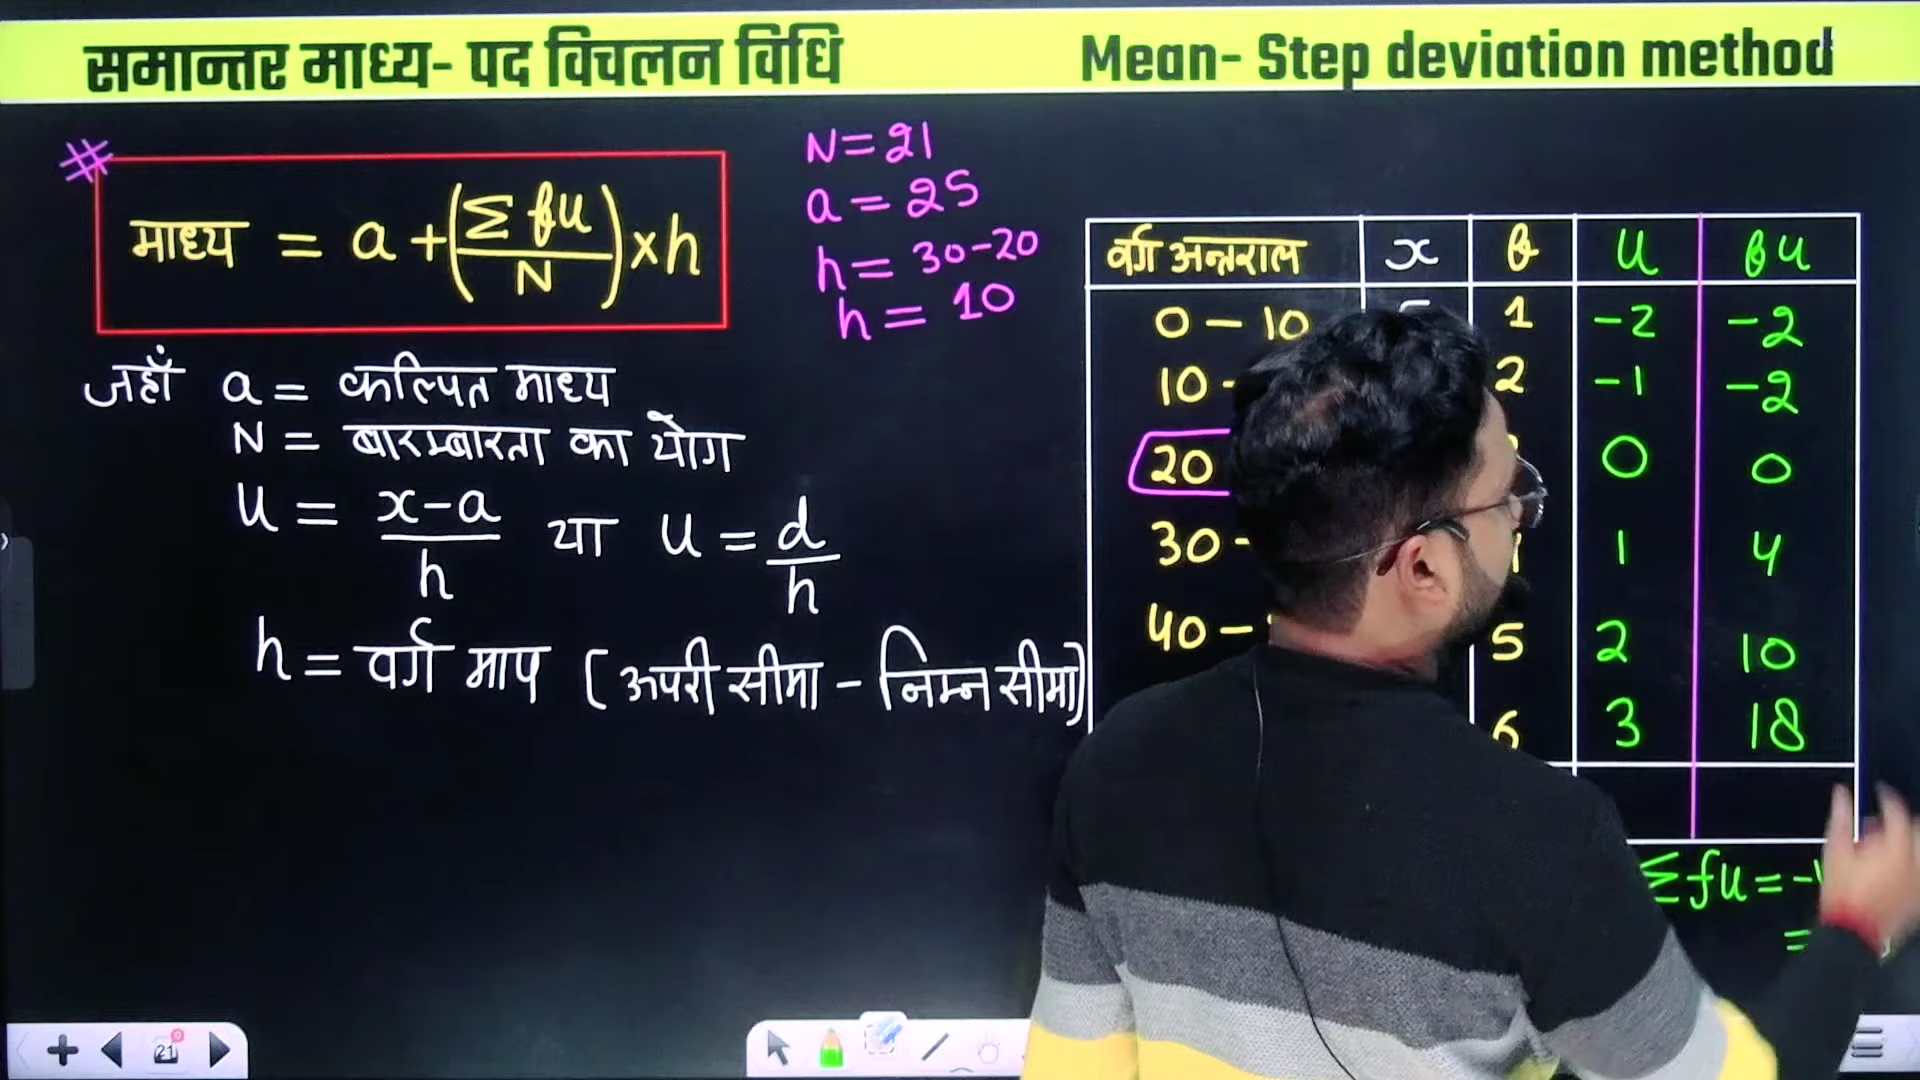 समान्तर माध्य- पद विचलन विधि
Mean- Step deviation method
माध्य = a + (Σfu/N) × h
जहाँ a = कल्पित माध्य
N = बारम्बारता का योग
u = x-a/h या u = d/h
h = वर्ग माप (ऊपरी सीमा - निम्न सीमा)
N = 21
a = 25
h = 30-20
h = 10
वर्ग अन्तराल x f u fu
0 - 10 1 -2 -2
10 - 2 -1 -2
20 0 0
30 - 1 4
40 - 5 2 10
6 3 18
Σfu = -
=
21